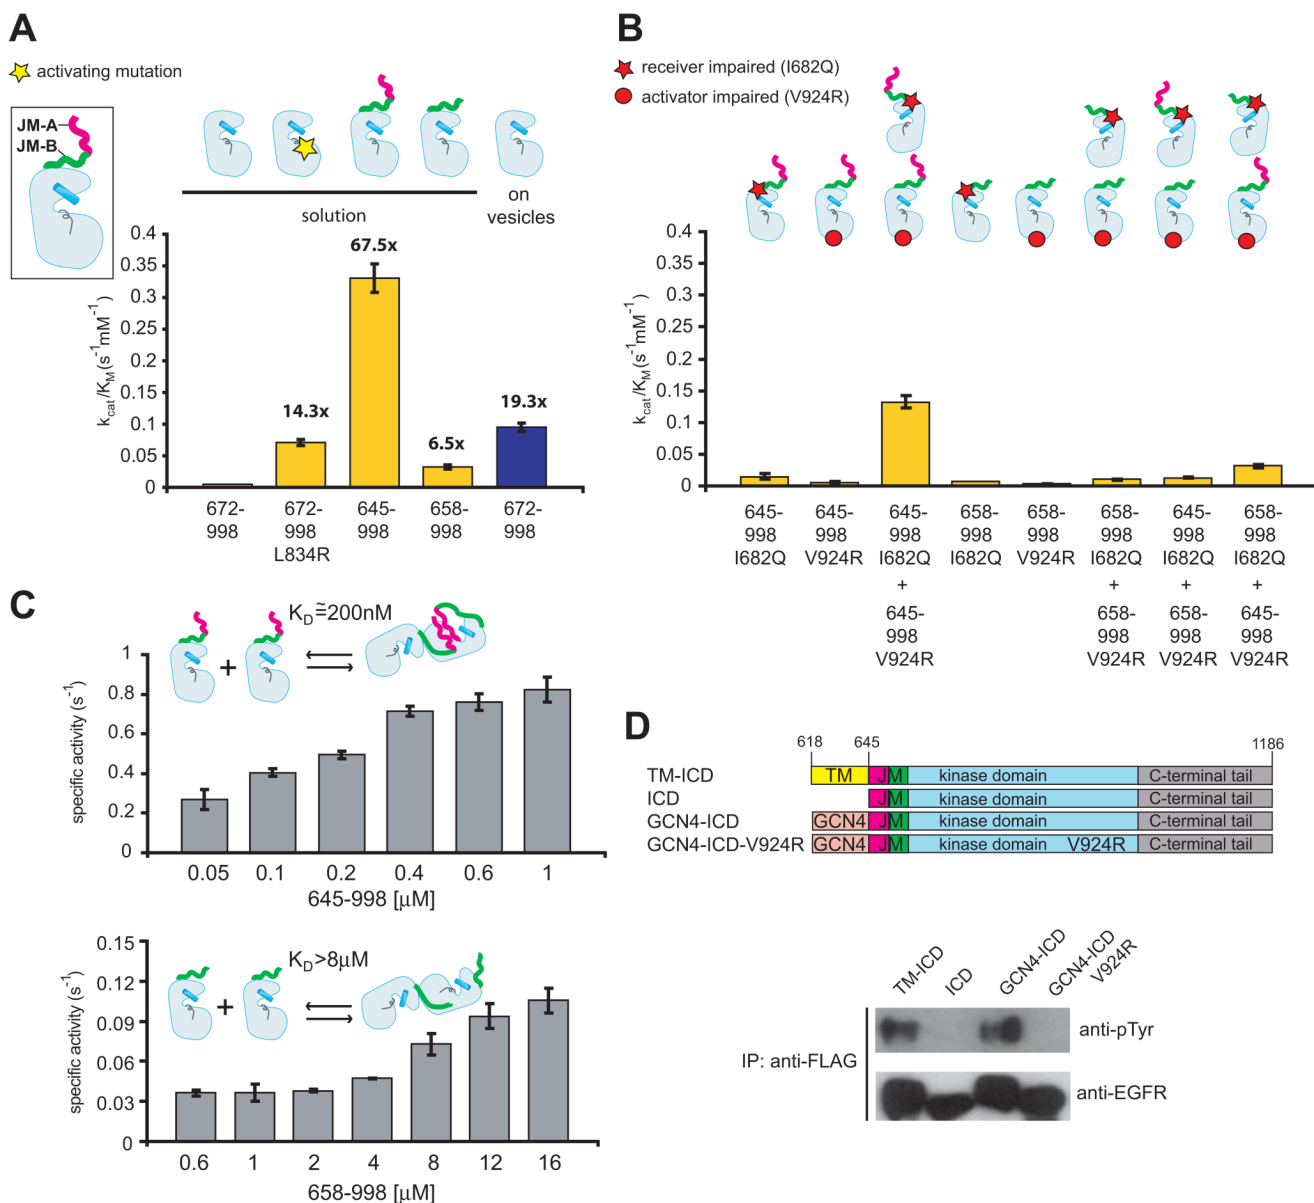 A
activating mutation
JM-A
JM-B
solution
on
vesicles
k_cat/K_M (s⁻¹mM⁻¹)
0.4
0.35
0.3
0.25
0.2
0.15
0.1
0.05
0
14.3x
67.5x
6.5x
19.3x
672-
998
672-
998
L834R
645-
998
658-
998
672-
998
B
receiver impaired (I682Q)
activator impaired (V924R)
k_cat/K_M (s⁻¹mM⁻¹)
0.4
0.35
0.3
0.25
0.2
0.15
0.1
0.05
0
645-
998
I682Q
645-
998
V924R
645-
998
I682Q
+
645-
998
V924R
658-
998
I682Q
658-
998
V924R
658-
998
I682Q
+
658-
998
V924R
645-
998
I682Q
+
658-
998
V924R
658-
998
I682Q
+
645-
998
V924R
C
K_D≅200nM
+
specific activity (s⁻¹)
1
0.8
0.6
0.4
0.2
0
0.05 0.1 0.2 0.4 0.6 1
645-998 [µM]
K_D>8µM
+
specific activity (s⁻¹)
0.15
0.12
0.09
0.06
0.03
0
0.6 1 2 4 8 12 16
658-998 [µM]
D
618 645 1186
TM-ICD TM JM kinase domain C-terminal tail
ICD JM kinase domain C-terminal tail
GCN4-ICD GCN4 JM kinase domain C-terminal tail
GCN4-ICD-V924R GCN4 JM kinase domain V924R C-terminal tail
TM-ICD
ICD
GCN4-ICD
GCN4-ICD
V924R
IP: anti-FLAG
anti-pTyr
anti-EGFR